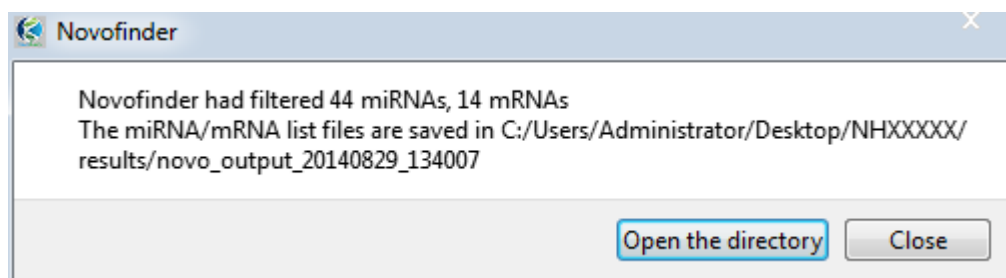 Novofinder
Novofinder had filtered 44 miRNAs, 14 mRNAs
The miRNA/mRNA list files are saved in C:/Users/Administrator/Desktop/NHXXXXX/
results/novo_output_20140829_134007
Open the directory
Close